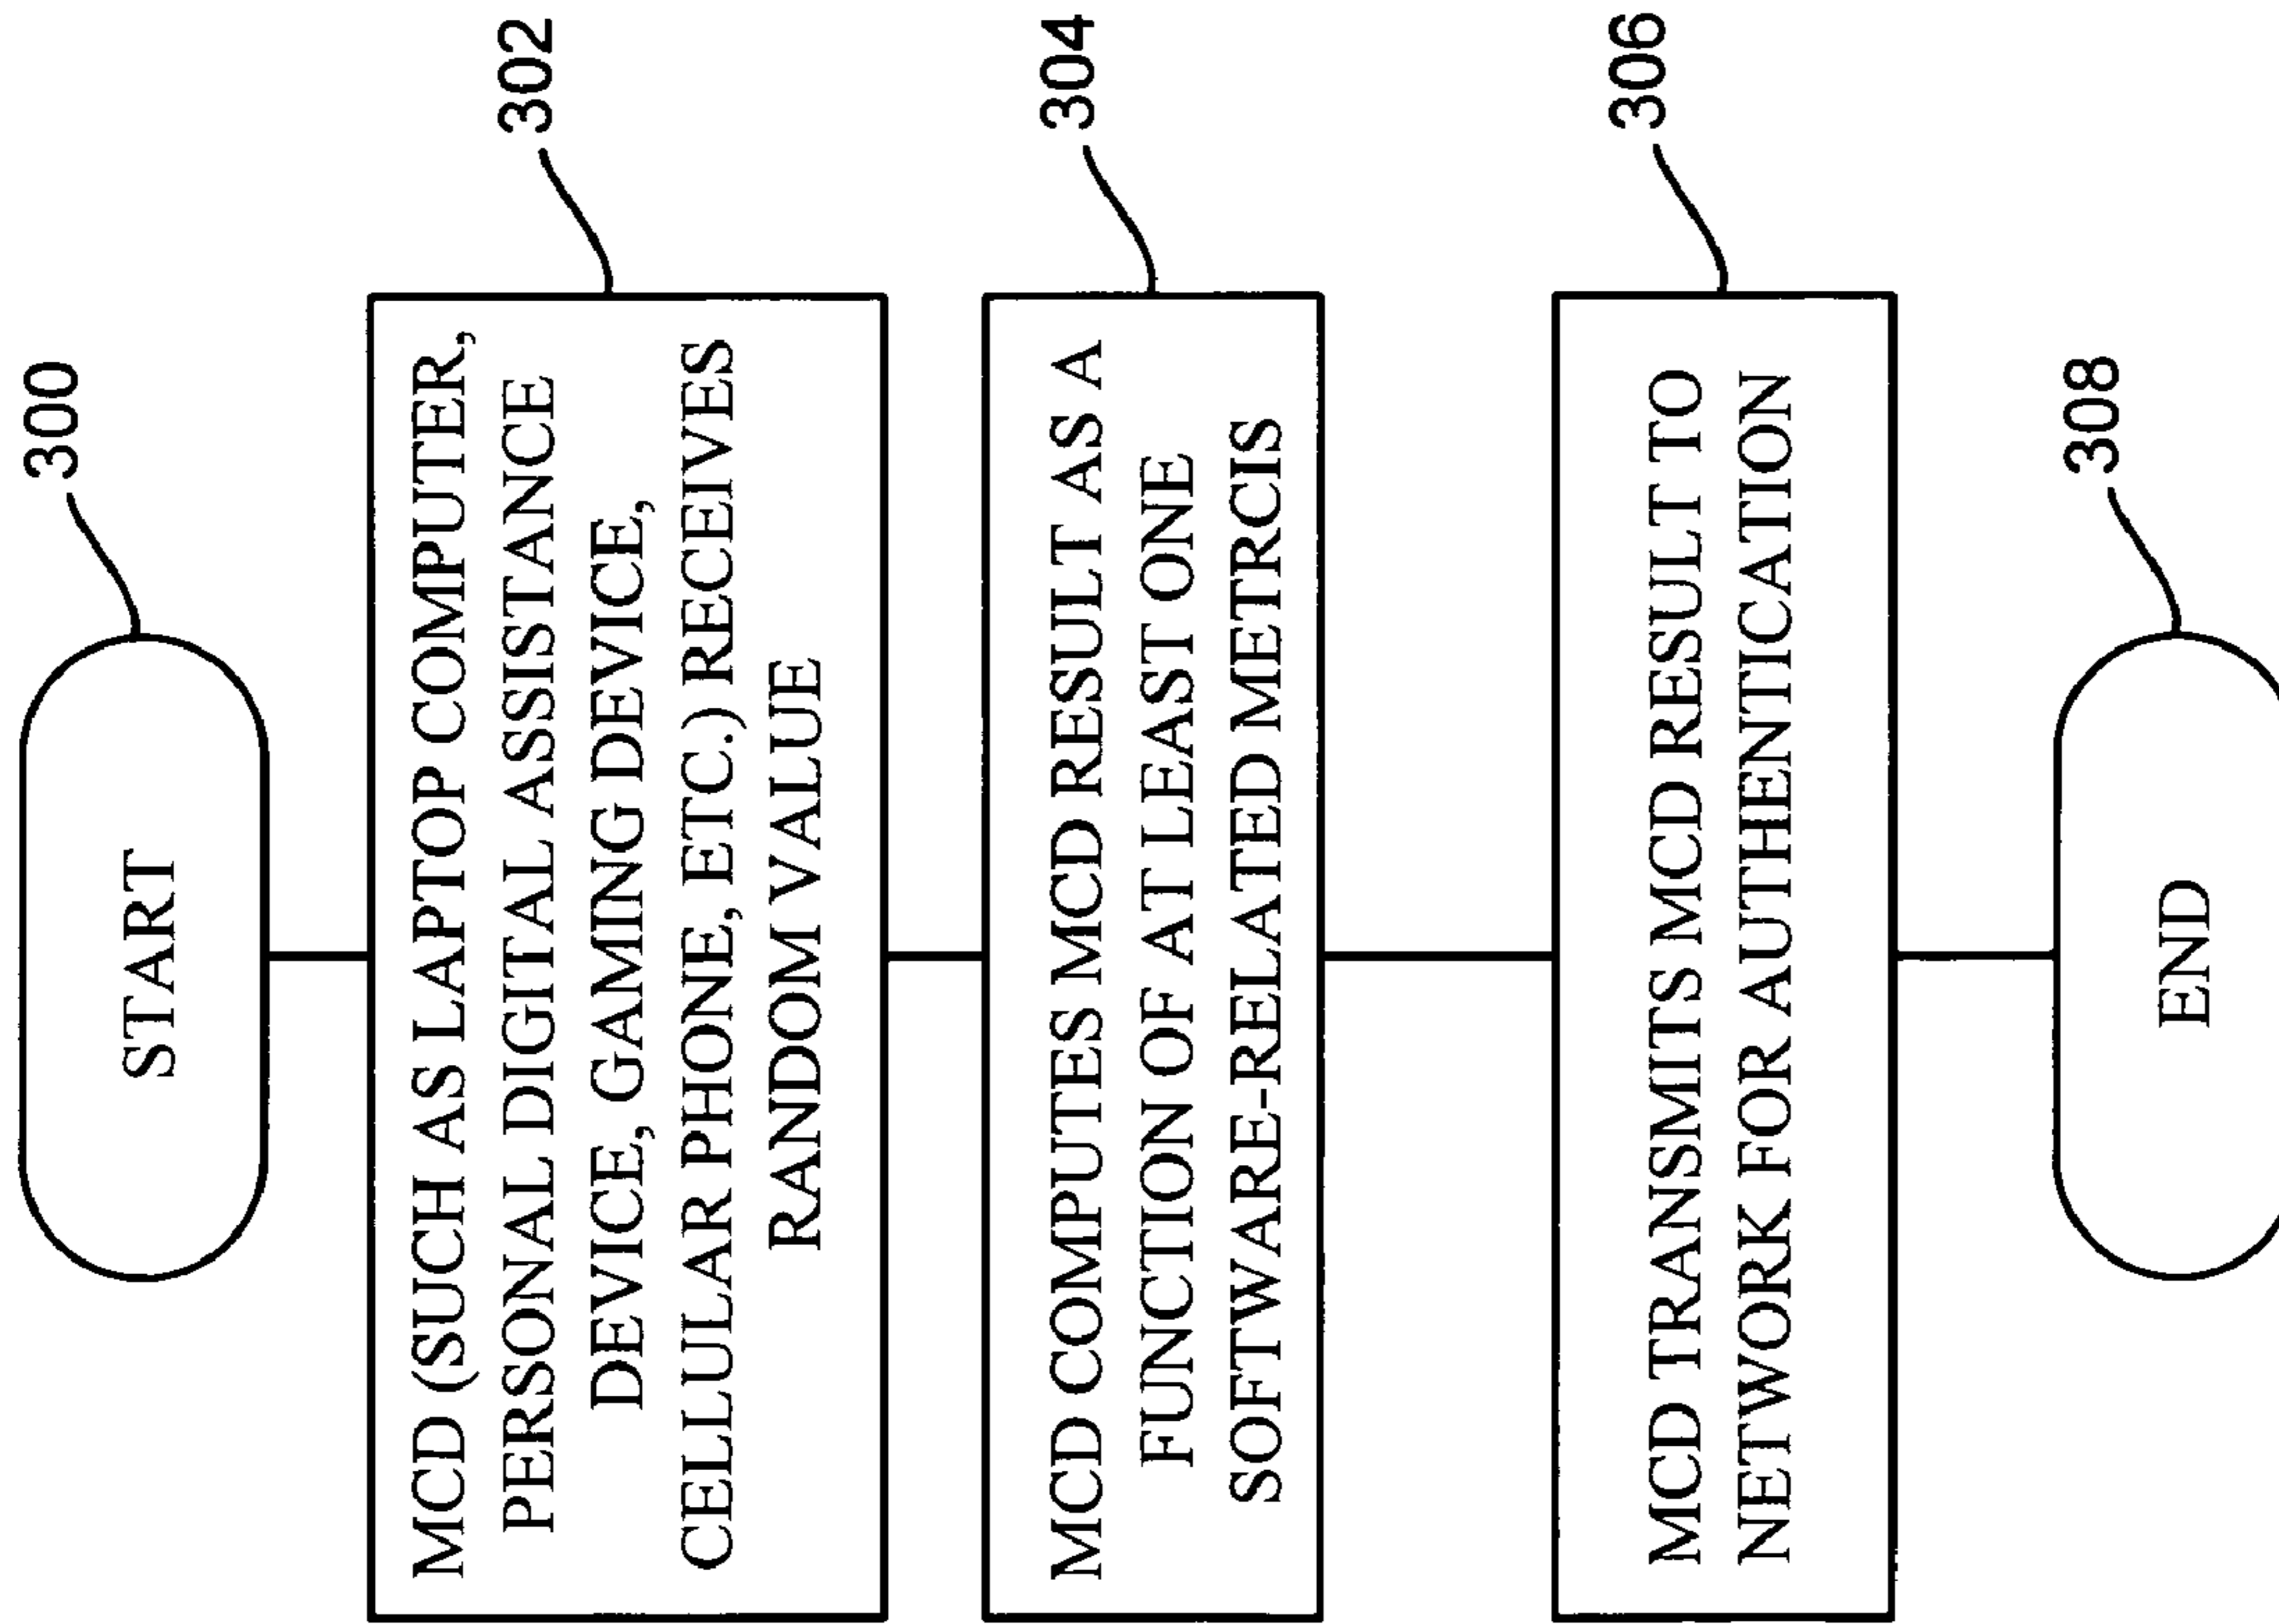 300
START
302
MCD (SUCH AS LAPTOP COMPUTER,
PERSONAL DIGITAL ASSISTANCE
DEVICE, GAMING DEVICE,
CELLULAR PHONE, ETC.) RECEIVES
RANDOM VALUE
304
MCD COMPUTES MCD RESULT AS A
FUNCTION OF AT LEAST ONE
SOFTWARE-RELATED METRCIS
306
MCD TRANSMITS MCD RESULT TO
NETWORK FOR AUTHENTICATION
308
END